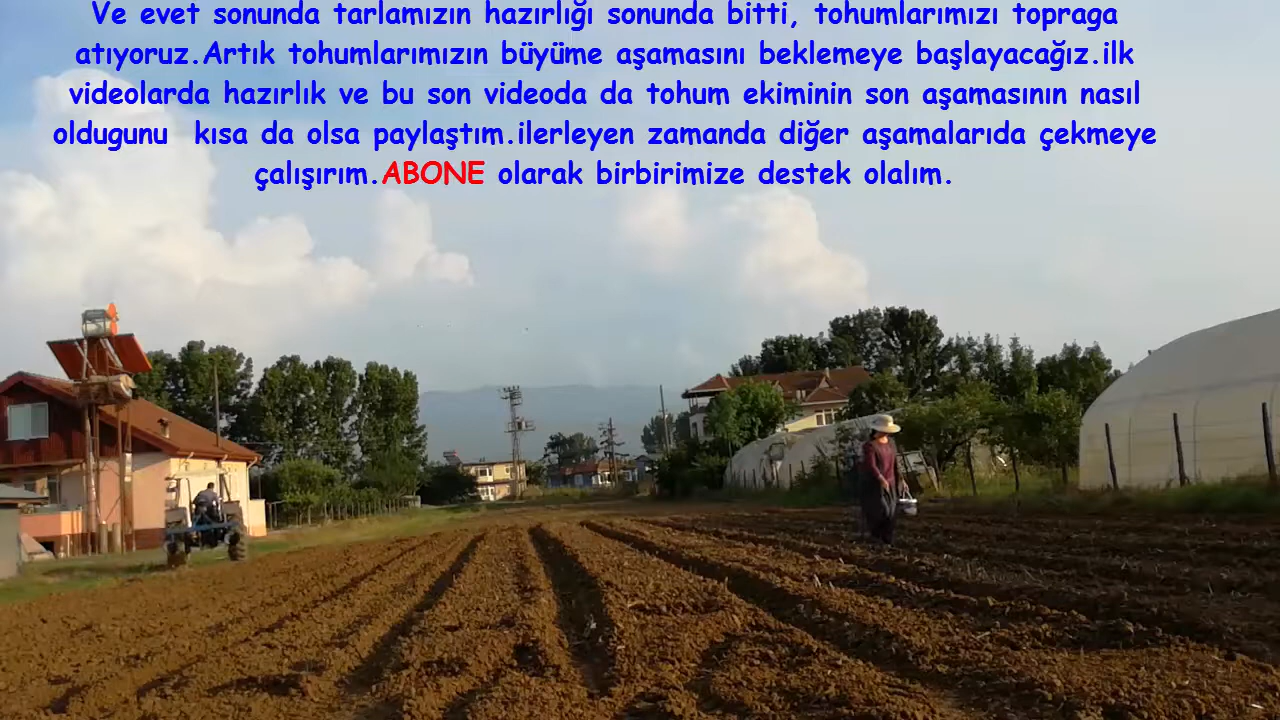 Ve evet sonunda tarlamızın hazırlığı sonunda bitti, tohumlarımızı topraga
atıyoruz.Artık tohumlarımızın büyüme aşamasını beklemeye başlayacağız.ilk
videolarda hazırlık ve bu son videoda da tohum ekiminin son aşamasının nasıl
oldugunu  kısa da olsa paylaştım.ilerleyen zamanda diğer aşamalarıda çekmeye
çalışırım.ABONE olarak birbirimize destek olalım.